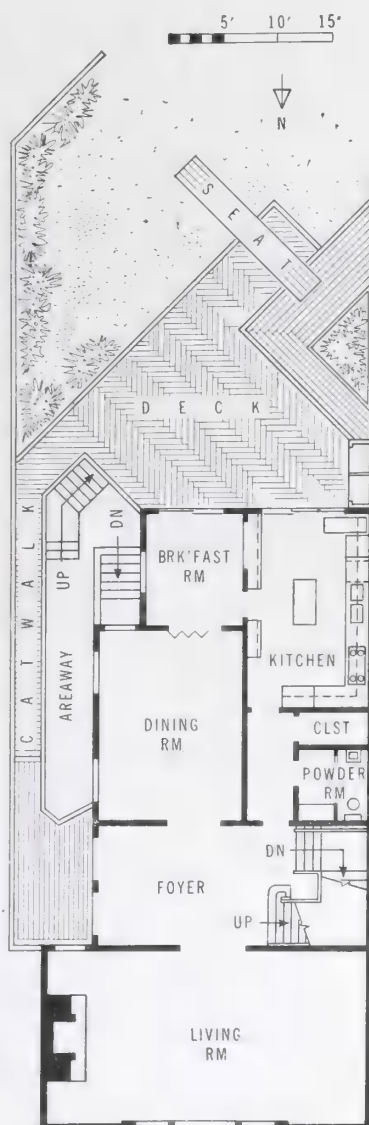 5' 10' 15'
N
SEAT
DECK
CATWALK
UP
DN
AREAWAY
BRK'FAST
RM
KITCHEN
DINING
RM
CLST
POWDER
RM
DN
FOYER
UP
LIVING
RM